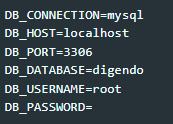 DB_CONNECTION=mysql
DB_HOST=localhost
DB_PORT=3306
DB_DATABASE=digendo
DB_USERNAME=root
DB_PASSWORD=